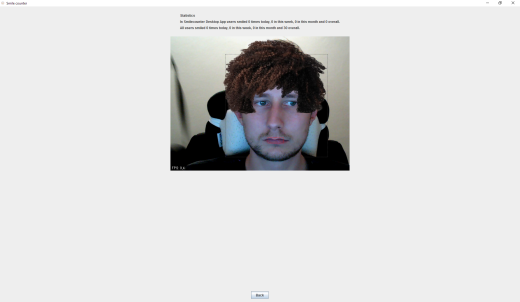 Smile counter
Statistics
In Smilecounter Desktop App users smiled 0 times today, 0 in this week, 0 in this month and 0 overall.
All users smiled 0 times today, 0 in this week, 0 in this month and 30 overall.
FPS
Back